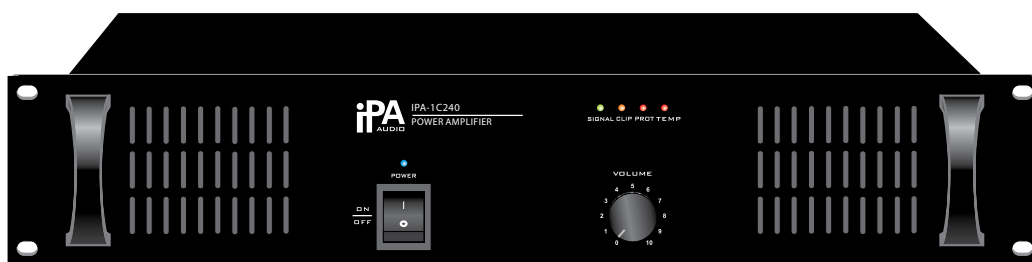 iPA
AUDIO
IPA-1C240
POWER AMPLIFIER
SIGNAL CLIP PROT TEMP
POWER
ON
OFF
I
O
VOLUME
0 1 2 3 4 5 6 7 8 9 10